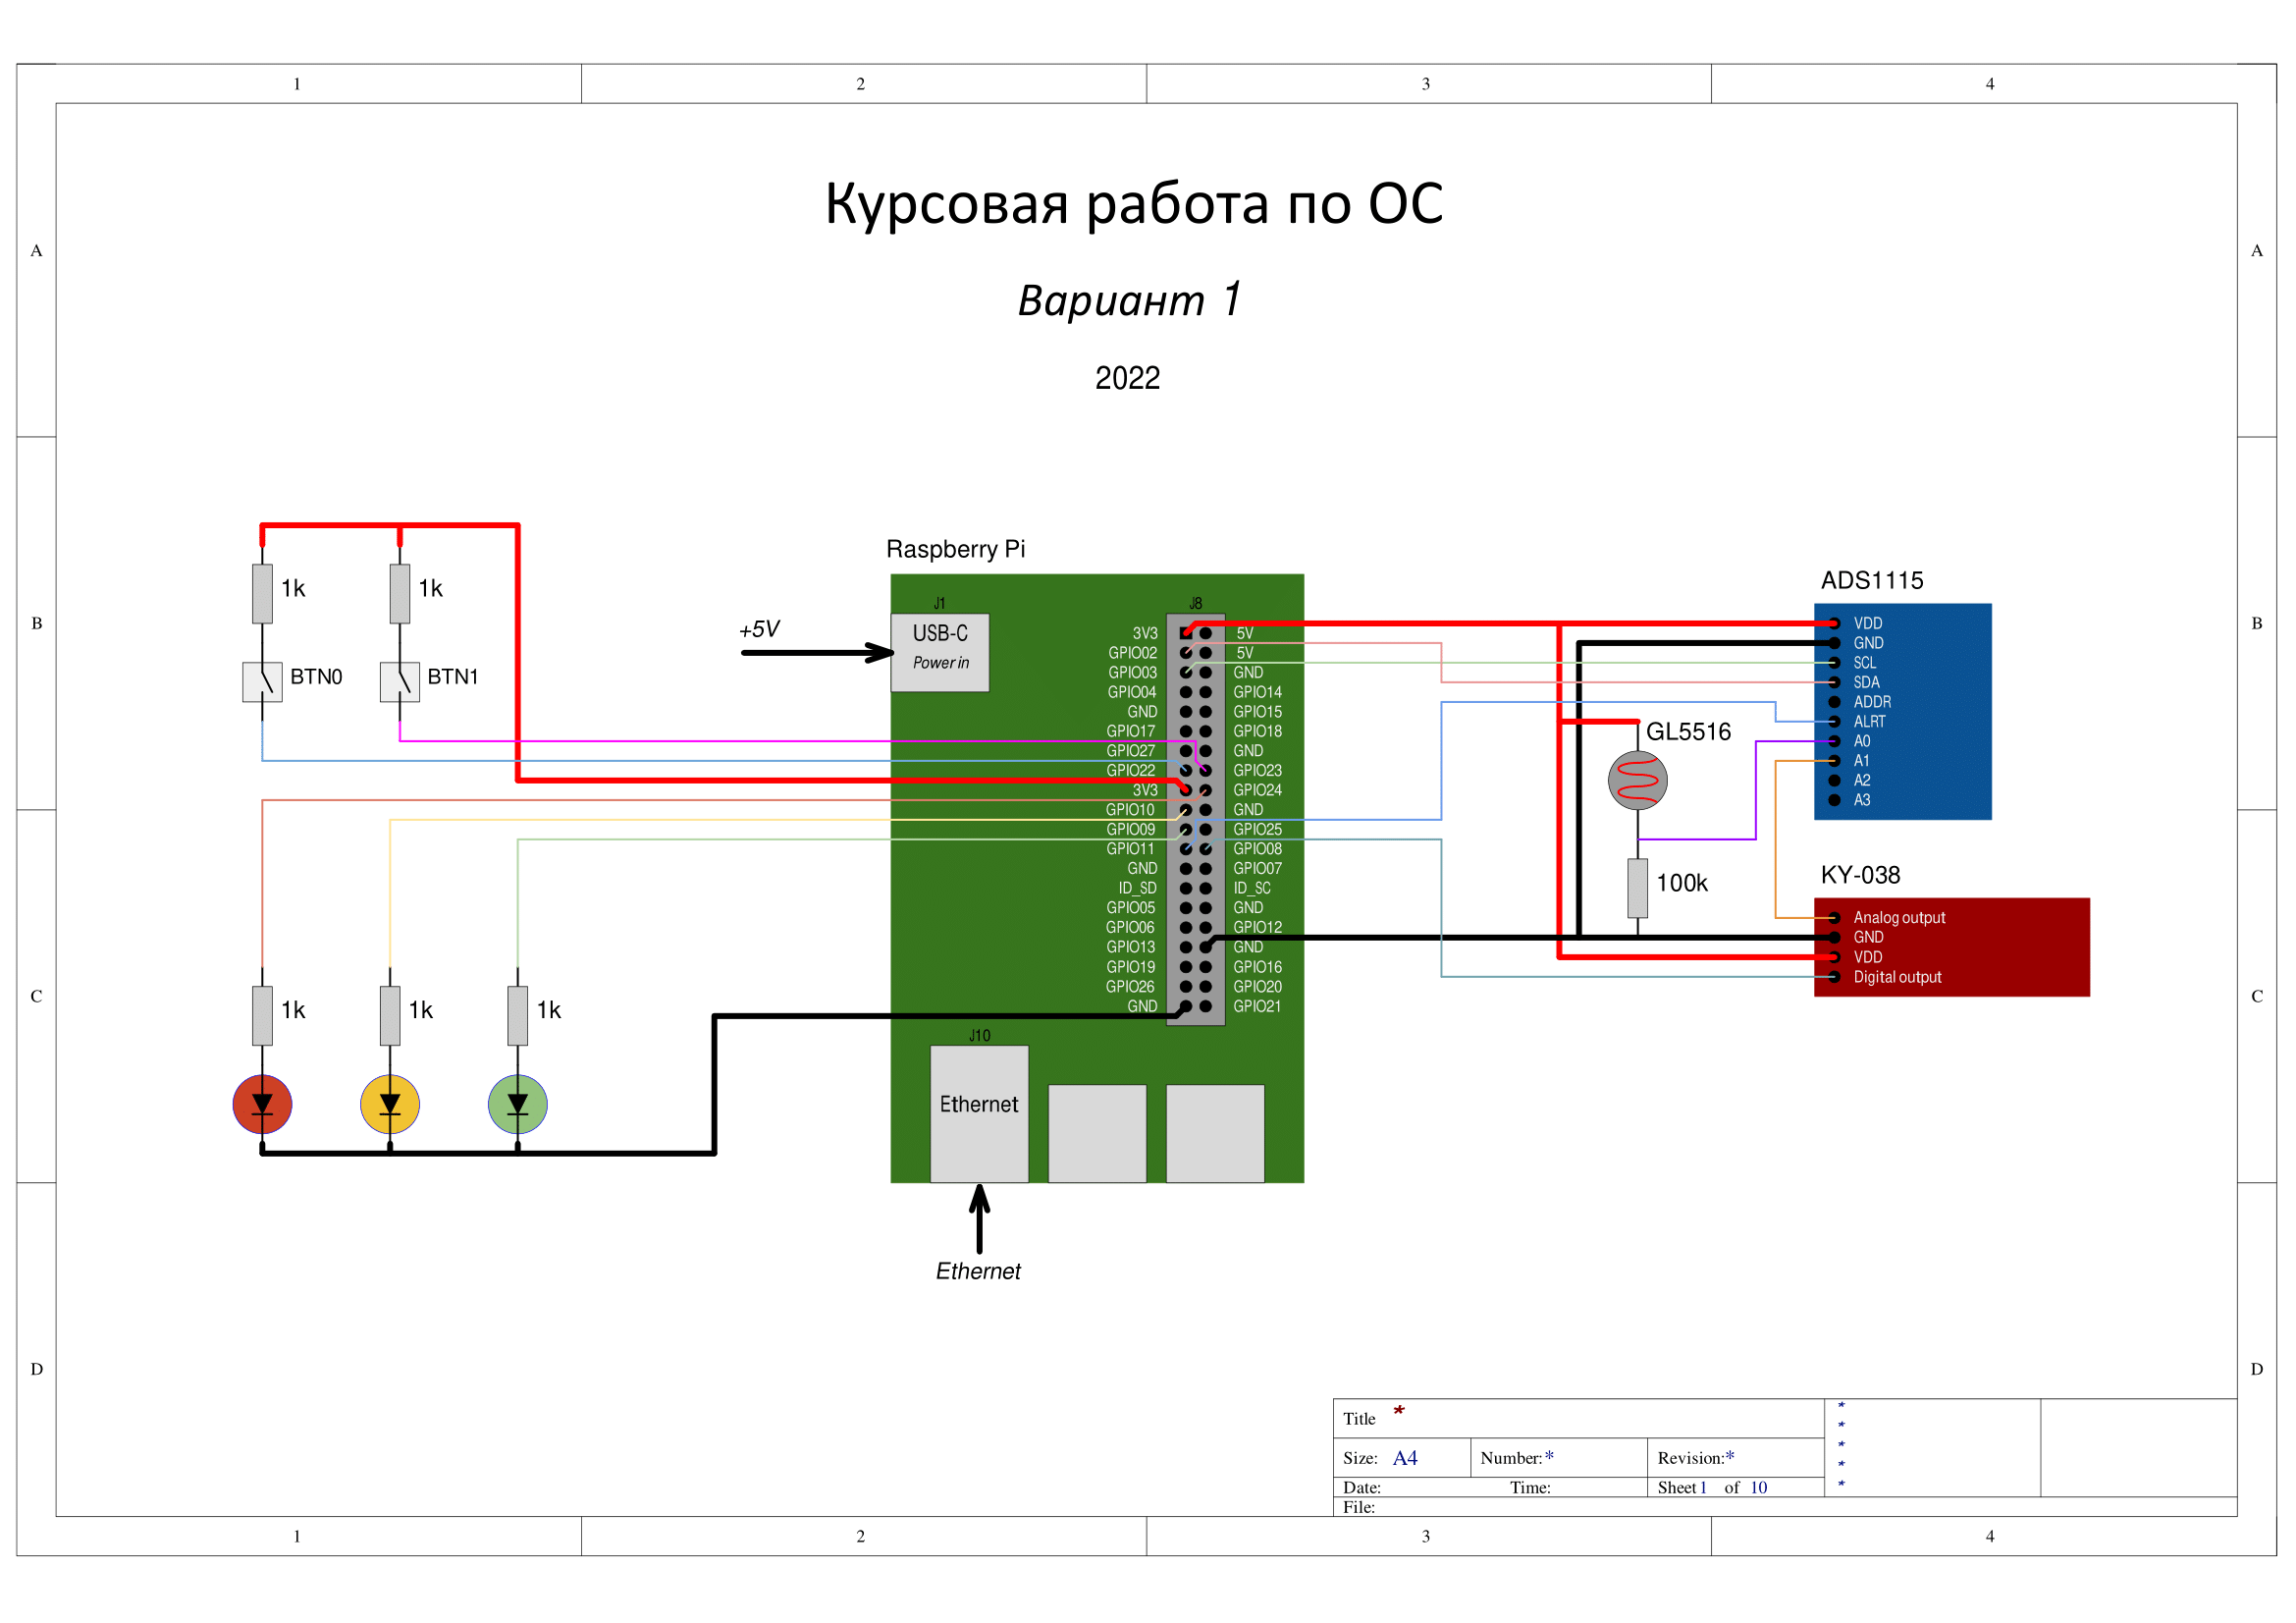 1 2 3 4
A A
Курсовая работа по ОС
Вариант 1
2022
B B
1k 1k
BTN0 BTN1
+5V
Raspberry Pi
J1 J8
USB-C
Power in
3V3 5V
GPIO02 5V
GPIO03 GND
GPIO04 GPIO14
GND GPIO15
GPIO17 GPIO18
GPIO27 GND
GPIO22 GPIO23
3V3 GPIO24
GPIO10 GND
GPIO09 GPIO25
GPIO11 GPIO08
GND GPIO07
ID_SD ID_SC
GPIO05 GND
GPIO06 GPIO12
GPIO13 GND
GPIO19 GPIO16
GPIO26 GPIO20
GND GPIO21
J10
Ethernet
Ethernet
ADS1115
VDD
GND
SCL
SDA
ADDR
ALRT
A0
A1
A2
A3
GL5516
100k
KY-038
Analog output
GND
VDD
Digital output
C C
1k 1k 1k
D D
Title *
Size: A4 Number:* Revision:*
Date: Time: Sheet 1 of 10
File:
*
*
*
*
*
1 2 3 4